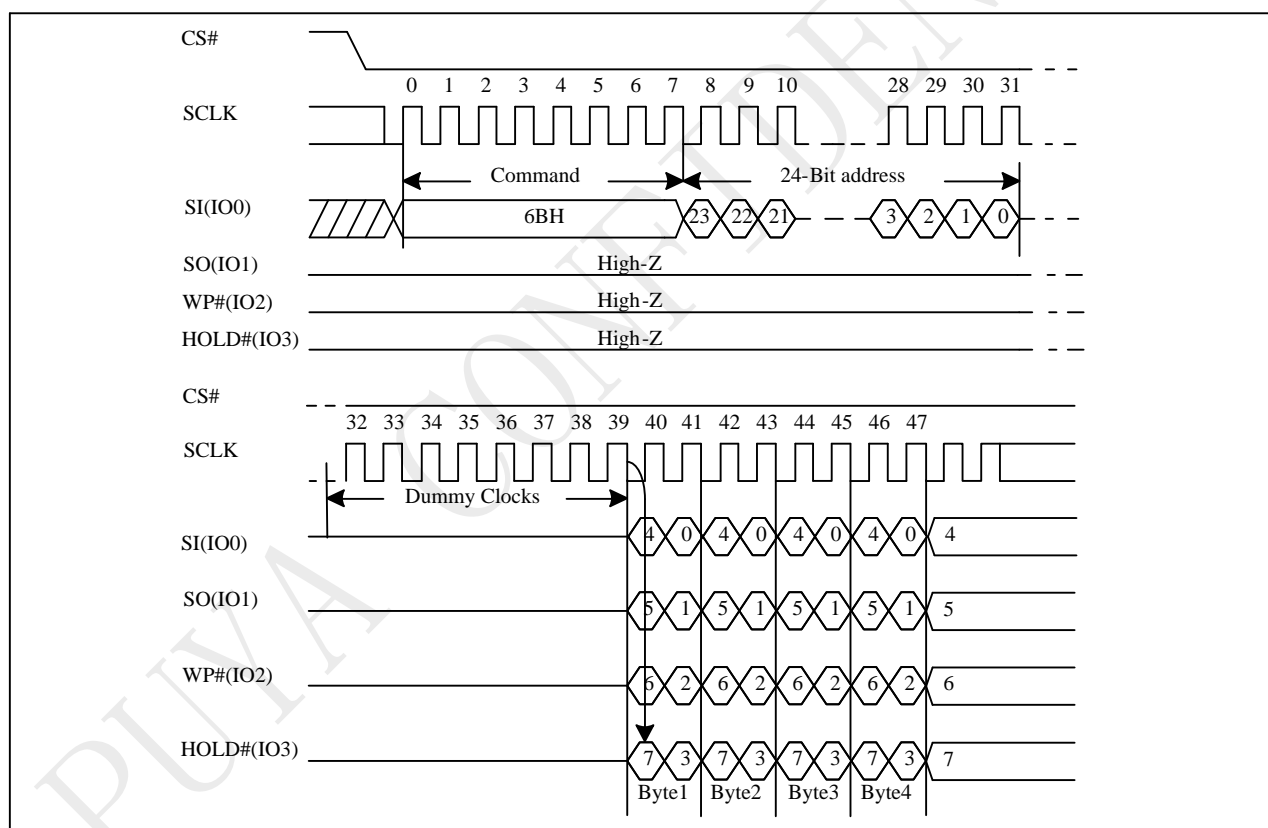 CS#
0 1 2 3 4 5 6 7 8 9 10 28 29 30 31
SCLK
Command 24-Bit address
SI(IO0) 6BH 23 22 21 3 2 1 0
SO(IO1) High-Z
WP#(IO2) High-Z
HOLD#(IO3) High-Z
CS#
32 33 34 35 36 37 38 39 40 41 42 43 44 45 46 47
SCLK
Dummy Clocks
SI(IO0) 4 0 4 0 4 0 4 0 4
SO(IO1) 5 1 5 1 5 1 5 1 5
WP#(IO2) 6 2 6 2 6 2 6 2 6
HOLD#(IO3) 7 3 7 3 7 3 7 3 7
Byte1 Byte2 Byte3 Byte4
PUYA CONFIDEN